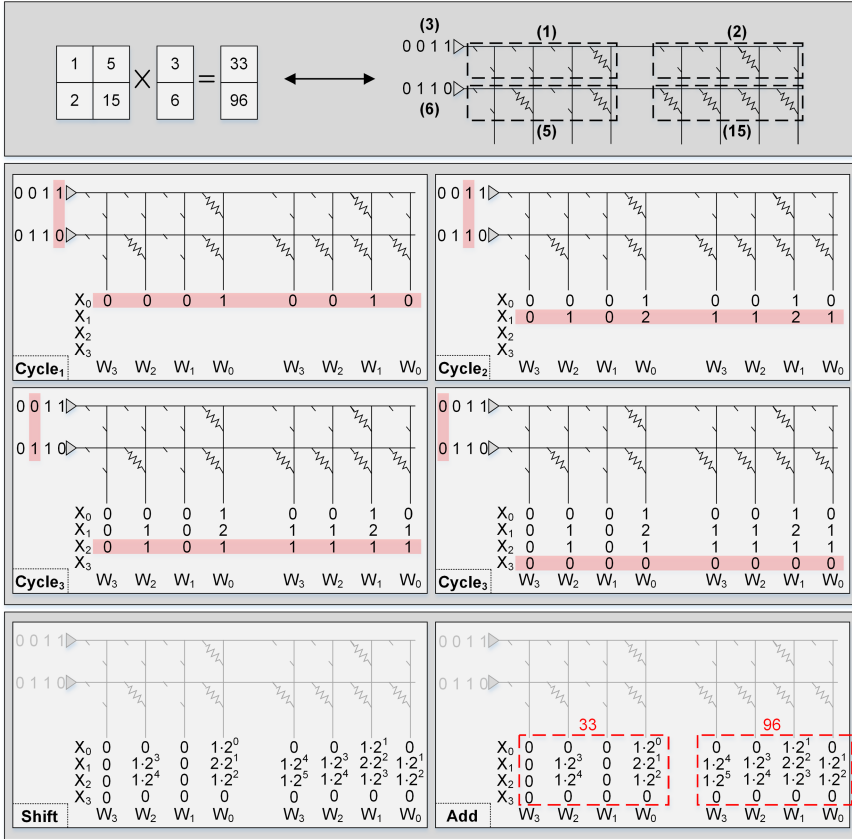 (3) (1) (2)
0 0 1 1
1 5 3 33
X =
2 15 6 96
0 1 1 0
(6) (5) (15)
0 0 1 1
0 1 1 0
X0 0 0 0 1 0 0 1 0
X1
X2
X3
Cycle1 W3 W2 W1 W0 W3 W2 W1 W0
0 0 1 1
0 1 1 0
X0 0 0 0 1 0 0 1 0
X1 0 1 0 2 1 1 2 1
X2
X3
Cycle2 W3 W2 W1 W0 W3 W2 W1 W0
0 0 1 1
0 1 1 0
X0 0 0 0 1 0 0 1 0
X1 0 1 0 2 1 1 2 1
X2 0 1 0 1 1 1 1 1
X3
Cycle3 W3 W2 W1 W0 W3 W2 W1 W0
0 0 1 1
0 1 1 0
X0 0 0 0 1 0 0 1 0
X1 0 1 0 2 1 1 2 1
X2 0 1 0 1 1 1 1 1
X3 0 0 0 0 0 0 0 0
Cycle3 W3 W2 W1 W0 W3 W2 W1 W0
0 0 1 1
0 1 1 0
X0 0 0 0 1·2⁰ 0 0 1·2¹ 0
X1 0 1·2³ 0 2·2¹ 1·2⁴ 1·2³ 2·2² 1·2¹
X2 0 1·2⁴ 0 1·2² 1·2⁵ 1·2⁴ 1·2³ 1·2²
X3 0 0 0 0 0 0 0 0
Shift W3 W2 W1 W0 W3 W2 W1 W0
0 0 1 1
0 1 1 0
33 96
X0 0 0 0 1·2⁰ 0 0 1·2¹ 0
X1 0 1·2³ 0 2·2¹ 1·2⁴ 1·2³ 2·2² 1·2¹
X2 0 1·2⁴ 0 1·2² 1·2⁵ 1·2⁴ 1·2³ 1·2²
X3 0 0 0 0 0 0 0 0
Add W3 W2 W1 W0 W3 W2 W1 W0